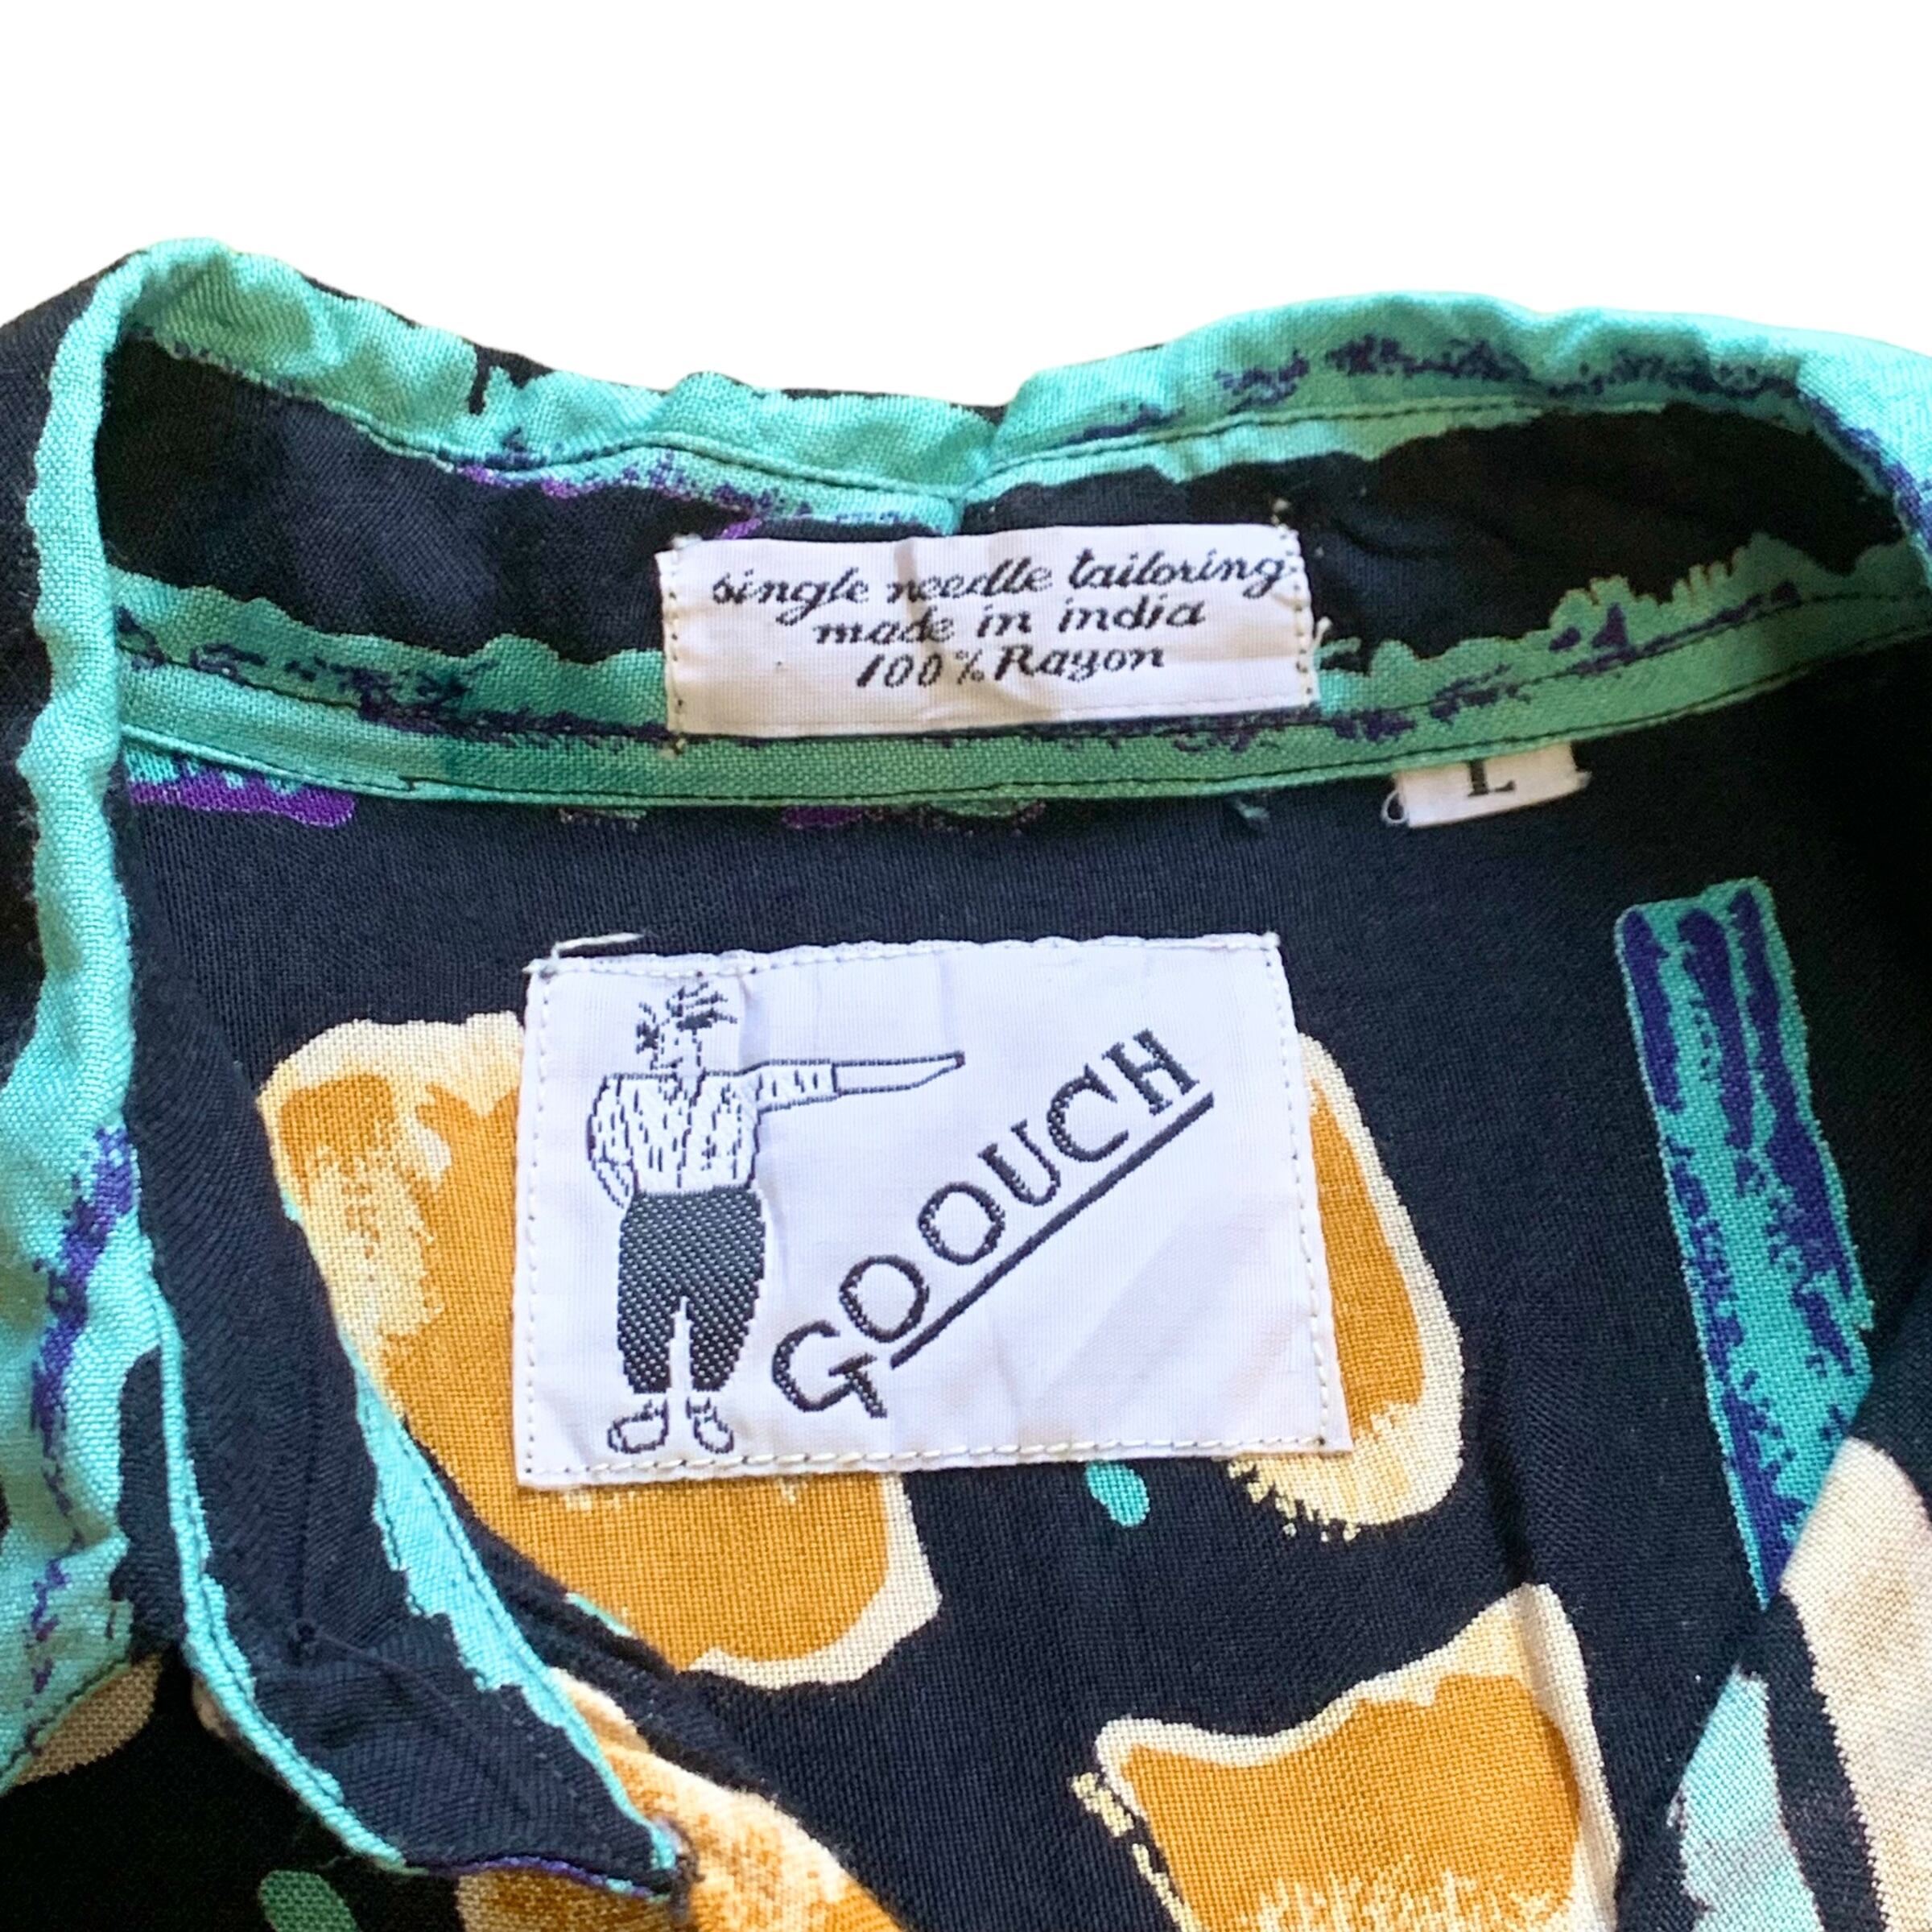 single needle tailoring
made in india
100% Rayon
L
GOOUCH